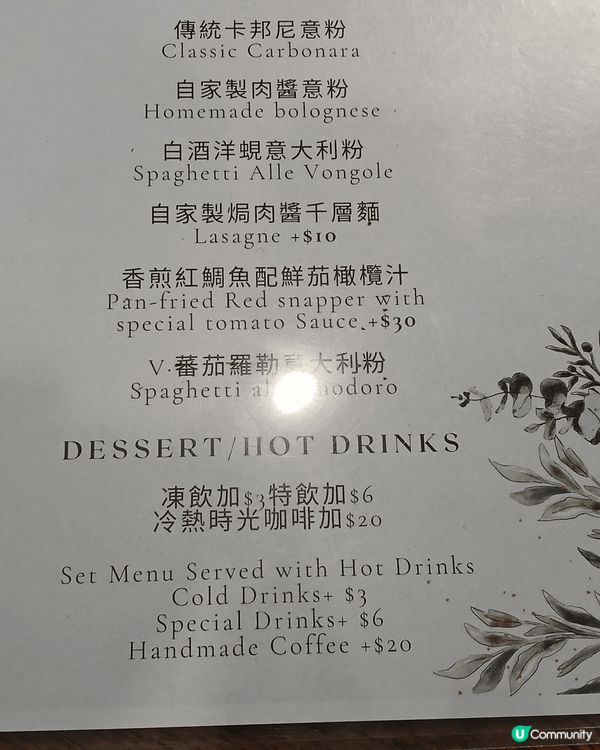 傳統卡邦尼意粉
Classic Carbonara
自家製肉醬意粉
Homemade bolognese
白酒洋蜆意大利粉
Spaghetti Alle Vongole
自家製焗肉醬千層麵
Lasagne +$10
香煎紅鯛魚配鮮茄橄欖汁
Pan-fried Red snapper with
special tomato Sauce +$30
V.蕃茄羅勒意大利粉
Spaghetti
DESSERT/HOT DRINKS
凍飲加$3特飲加$6
冷熱時光咖啡加$20
Set Menu Served with Hot Drinks
Cold Drinks+ $3
Special Drinks+ $6
Handmade Coffee +$20
U Community